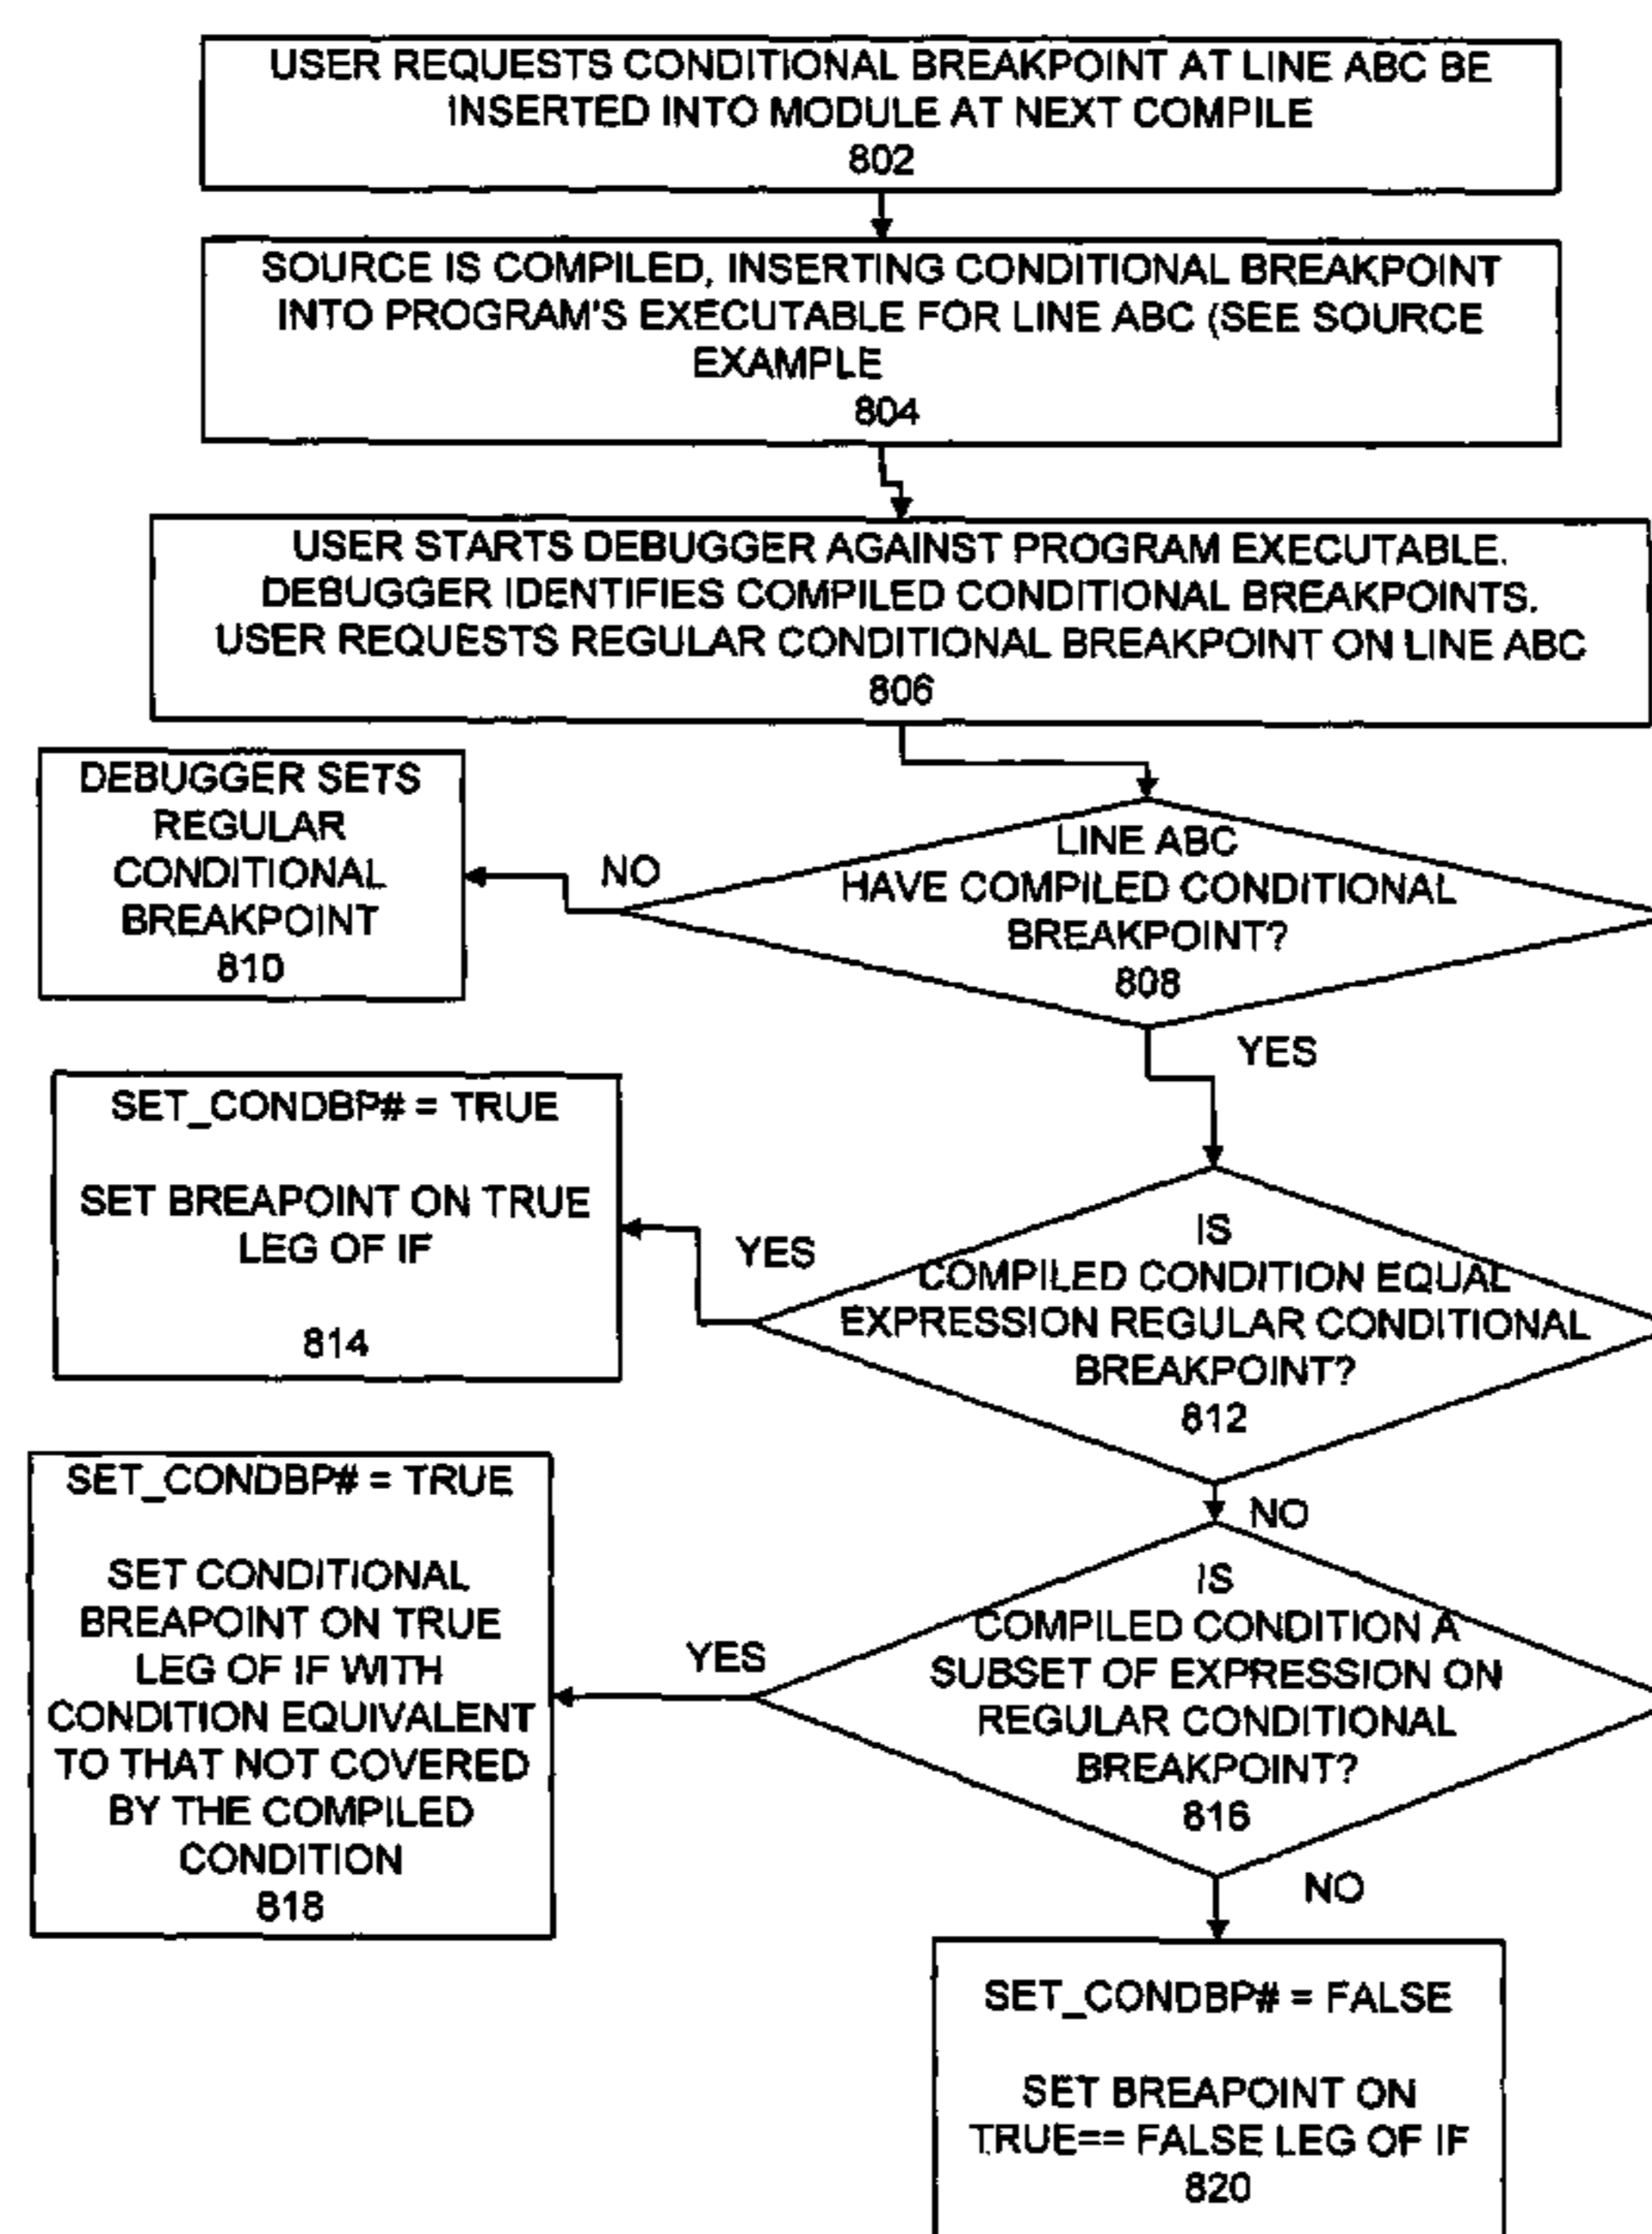 USER REQUESTS CONDITIONAL BREAKPOINT AT LINE ABC BE
INSERTED INTO MODULE AT NEXT COMPILE
802
SOURCE IS COMPILED, INSERTING CONDITIONAL BREAKPOINT
INTO PROGRAM'S EXECUTABLE FOR LINE ABC (SEE SOURCE
EXAMPLE
804
USER STARTS DEBUGGER AGAINST PROGRAM EXECUTABLE.
DEBUGGER IDENTIFIES COMPILED CONDITIONAL BREAKPOINTS.
USER REQUESTS REGULAR CONDITIONAL BREAKPOINT ON LINE ABC
806
DEBUGGER SETS
REGULAR
CONDITIONAL
BREAKPOINT
810
NO
LINE ABC
HAVE COMPILED CONDITIONAL
BREAKPOINT?
808
YES
SET_CONDBP# = TRUE
SET BREAPOINT ON TRUE
LEG OF IF
814
YES
IS
COMPILED CONDITION EQUAL
EXPRESSION REGULAR CONDITIONAL
BREAKPOINT?
812
NO
SET_CONDBP# = TRUE
SET CONDITIONAL
BREAPOINT ON TRUE
LEG OF IF WITH
CONDITION EQUIVALENT
TO THAT NOT COVERED
BY THE COMPILED
CONDITION
818
YES
IS
COMPILED CONDITION A
SUBSET OF EXPRESSION ON
REGULAR CONDITIONAL
BREAKPOINT?
816
NO
SET_CONDBP# = FALSE
SET BREAPOINT ON
TRUE== FALSE LEG OF IF
820